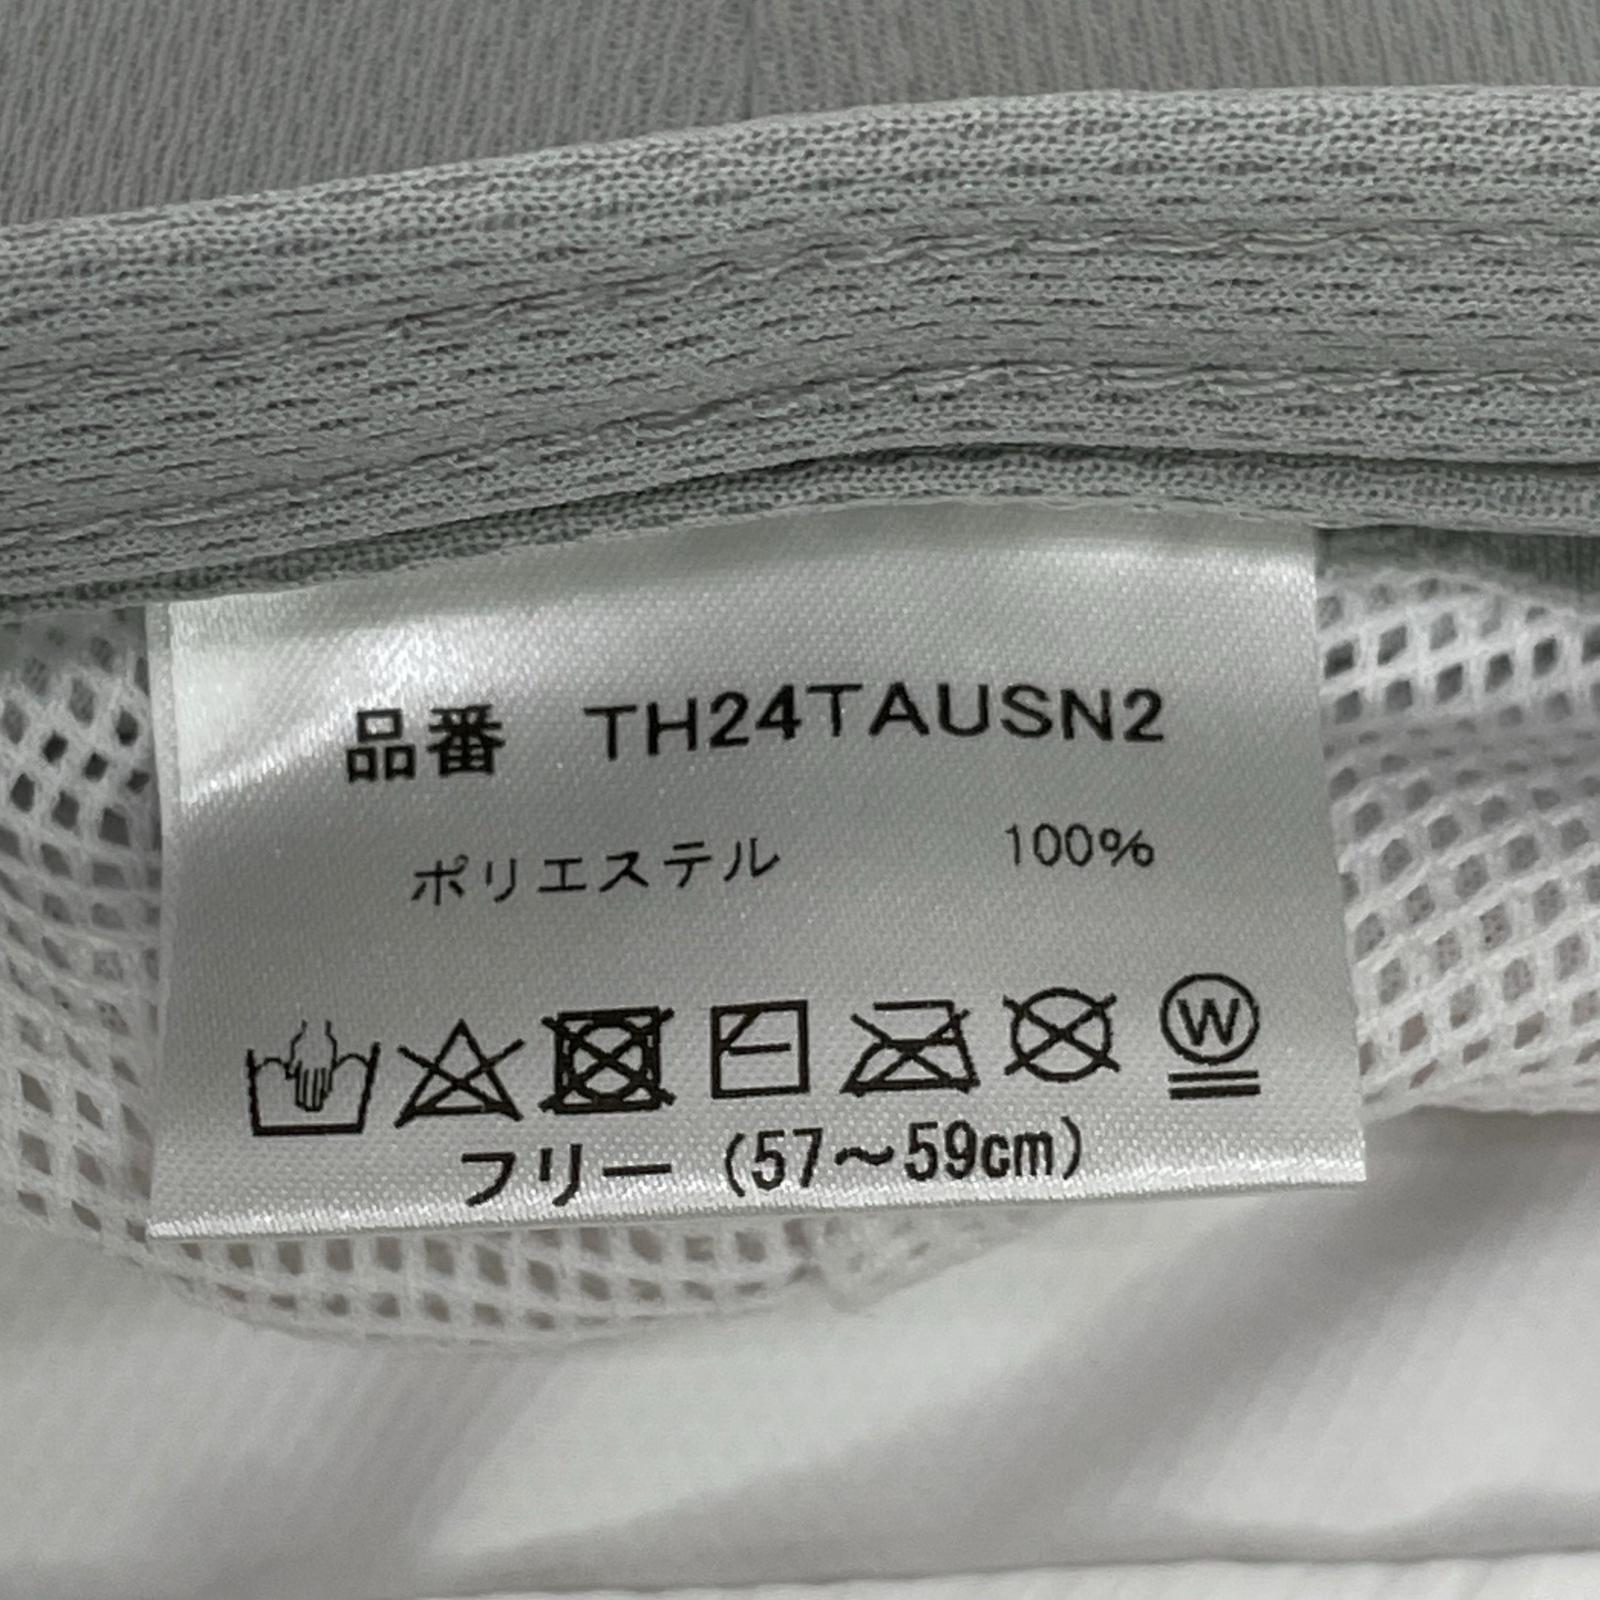 品番 TH24TAUSN2
ポリエステル 100%
W
フリー (57～59cm)